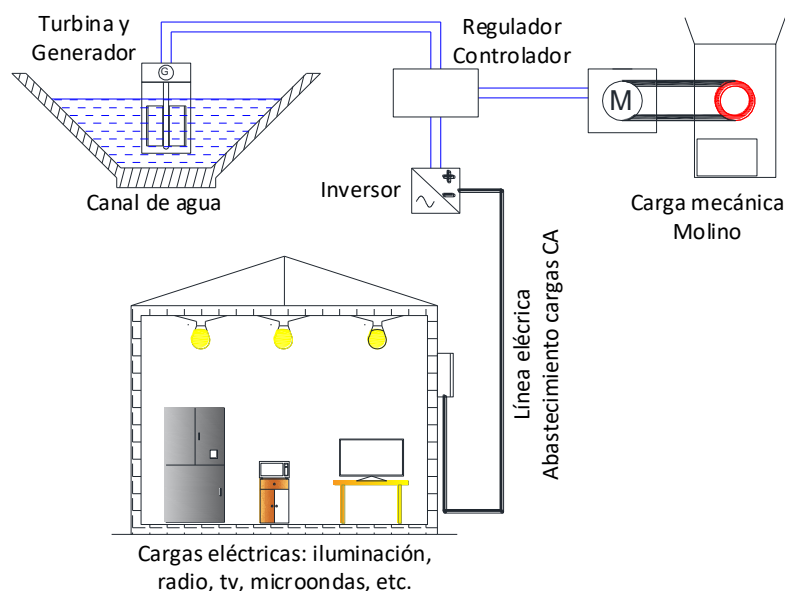 Turbina y
Generador
G
Canal de agua
Regulador
Controlador
M
Inversor
Carga mecánica
Molino
Línea elécrica
Abastecimiento cargas CA
Cargas eléctricas: iluminación,
radio, tv, microondas, etc.